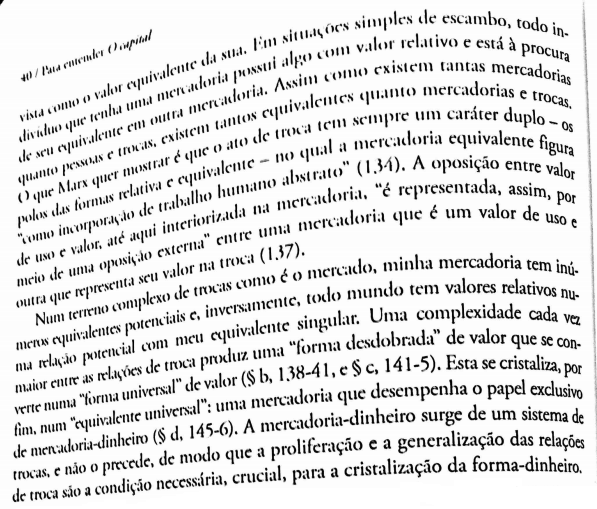 40 / Para entender O capital
vista como o valor equivalente da sua. Em situações simples de escambo, todo in-
divíduo que tenha uma mercadoria possui algo com valor relativo e está à procura
de seu equivalente em outra mercadoria. Assim como existem tantas mercadorias
quanto pessoas e trocas, existem tantos equivalentes quanto mercadorias e trocas.
O que Marx quer mostrar é que o ato de troca tem sempre um caráter duplo – os
polos das formas relativa e equivalente – no qual a mercadoria equivalente figura
"como incorporação de trabalho humano abstrato" (134). A oposição entre valor
de uso e valor, até aqui interiorizada na mercadoria, "é representada, assim, por
meio de uma oposição externa" entre uma mercadoria que é um valor de uso e
outra que representa seu valor na troca (137).
Num terreno complexo de trocas como é o mercado, minha mercadoria tem inú-
meros equivalentes potenciais e, inversamente, todo mundo tem valores relativos nu-
ma relação potencial com meu equivalente singular. Uma complexidade cada vez
maior entre as relações de troca produz uma "forma desdobrada" de valor que se con-
verte numa "forma universal" de valor (§ b, 138-41, e § c, 141-5). Esta se cristaliza, por
fim, num "equivalente universal": uma mercadoria que desempenha o papel exclusivo
de mercadoria-dinheiro (§ d, 145-6). A mercadoria-dinheiro surge de um sistema de
trocas, e não o precede, de modo que a proliferação e a generalização das relações
de troca são a condição necessária, crucial, para a cristalização da forma-dinheiro.